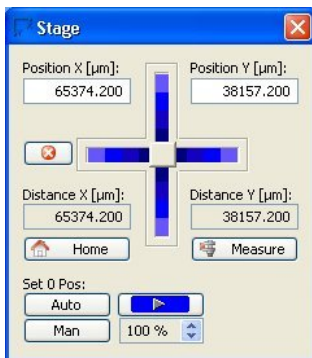 Stage
Position X [µm]: Position Y [µm]:
65374.200 38157.200
Distance X [µm]: Distance Y [µm]:
65374.200 38157.200
Home Measure
Set 0 Pos:
Auto
Man 100 %